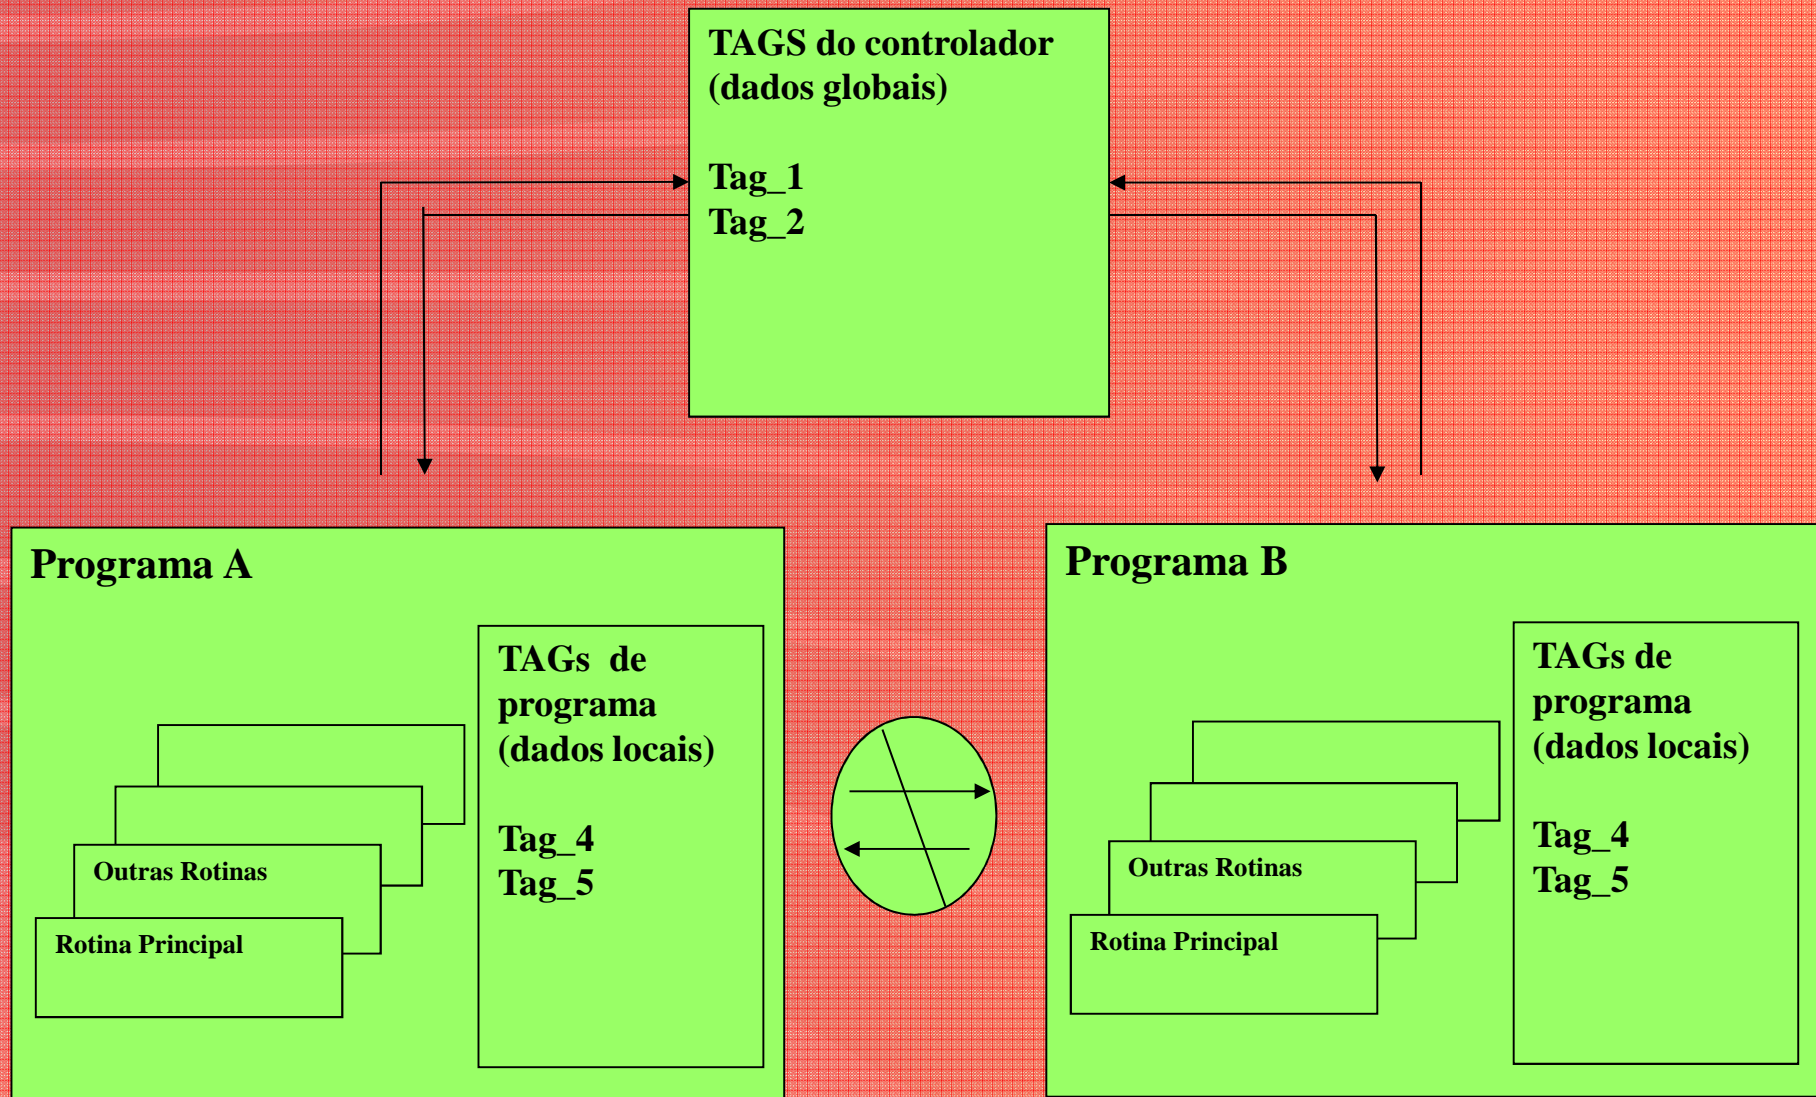 TAGS do controlador
(dados globais)
Tag_1
Tag_2
Programa A
TAGs de
programa
(dados locais)
Tag_4
Tag_5
Outras Rotinas
Rotina Principal
Programa B
TAGs de
programa
(dados locais)
Tag_4
Tag_5
Outras Rotinas
Rotina Principal